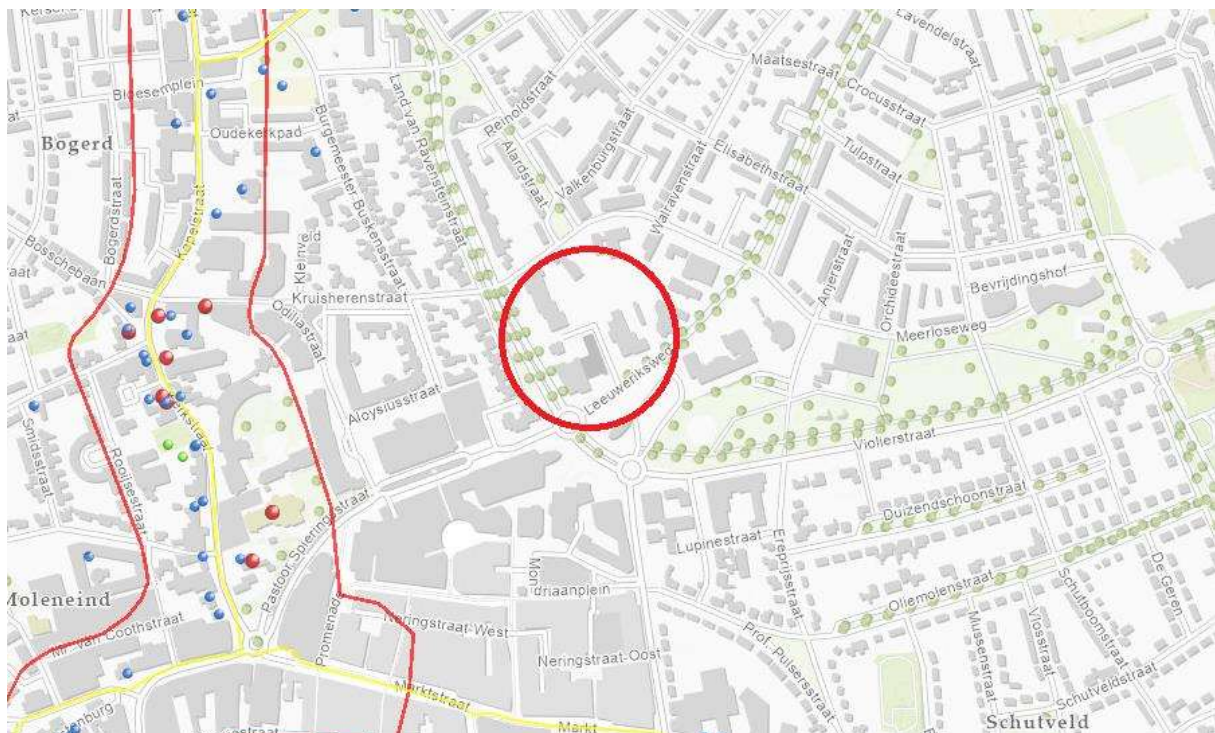 Lavendelstraat
Maatsestraat
Crocusstraat
Bloesemplein
Reinoldstraat
Land van Ravensteinstraat
Oudekerkpad
Burgemeester Buskensstraat
Alardstraat
Valkenburgstraat
Elisabethstraat
Tulpstraat
Bogerd
Bogerdstraat
Kapelstraat
Walravenstraat
Bosschebaan
Anjerstraat
Orchideestraat
Bevrijdingshof
Kruisherenstraat
Odiliastraat
Meerloseweg
Leeuweriksweg
Aloysiusstraat
Kerkstraat
Smidsstraat
Rooijsestraat
Violierstraat
Duizendschoonstraat
Pastoor Spieringsstraat
Lupinestraat
Ereprijsstraat
Mondriaanplein
De Geren
Moleneind
Oliemolenstraat
Schutboomstraat
Promenade
Mr. van Coothstraat
Neringstraat-West
Vlosstraat
Mussenstraat
Prof. Pulsersstraat
Neringstraat-Oost
Marktstraat
Schutveldstraat
Markt
Schutveld